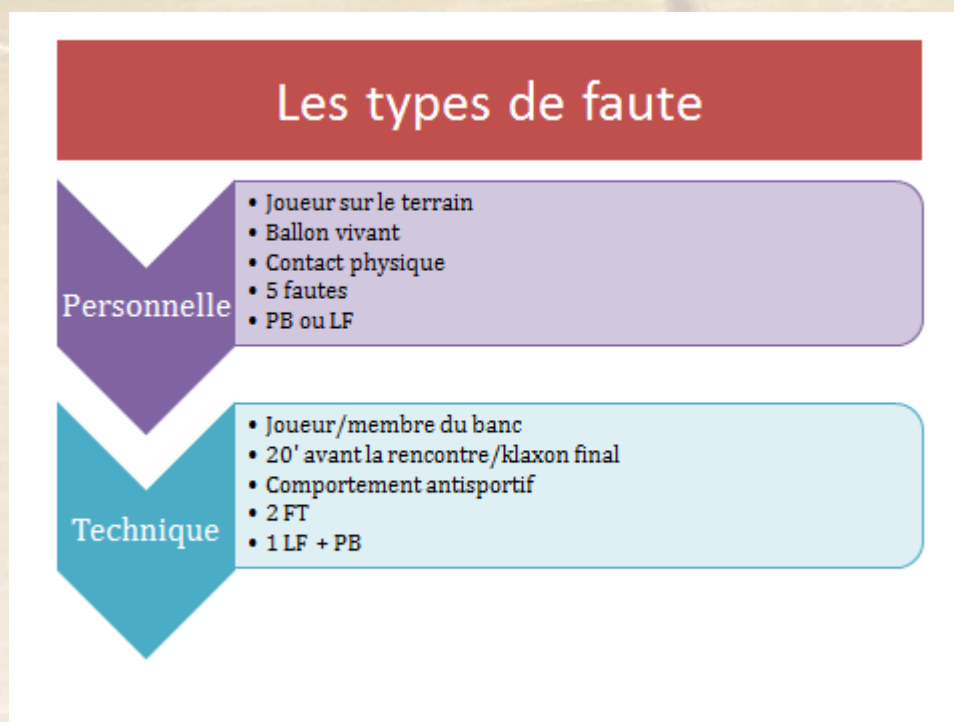 Les types de faute
Personnelle
• Joueur sur le terrain
• Ballon vivant
• Contact physique
• 5 fautes
• PB ou LF
Technique
• Joueur/membre du banc
• 20' avant la rencontre/klaxon final
• Comportement antisportif
• 2 FT
• 1 LF + PB